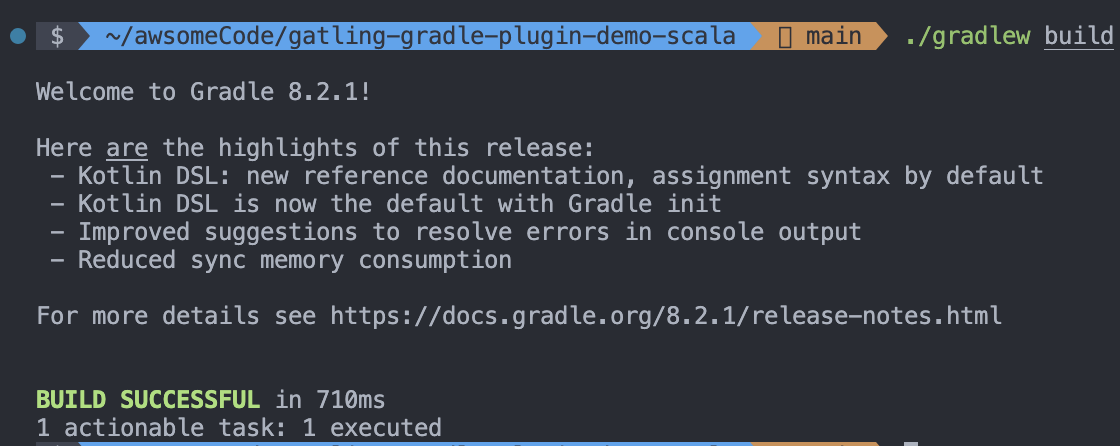 $ ~/awsomeCode/gatling-gradle-plugin-demo-scala main ./gradlew build
Welcome to Gradle 8.2.1!
Here are the highlights of this release:
- Kotlin DSL: new reference documentation, assignment syntax by default
- Kotlin DSL is now the default with Gradle init
- Improved suggestions to resolve errors in console output
- Reduced sync memory consumption
For more details see https://docs.gradle.org/8.2.1/release-notes.html
BUILD SUCCESSFUL in 710ms
1 actionable task: 1 executed